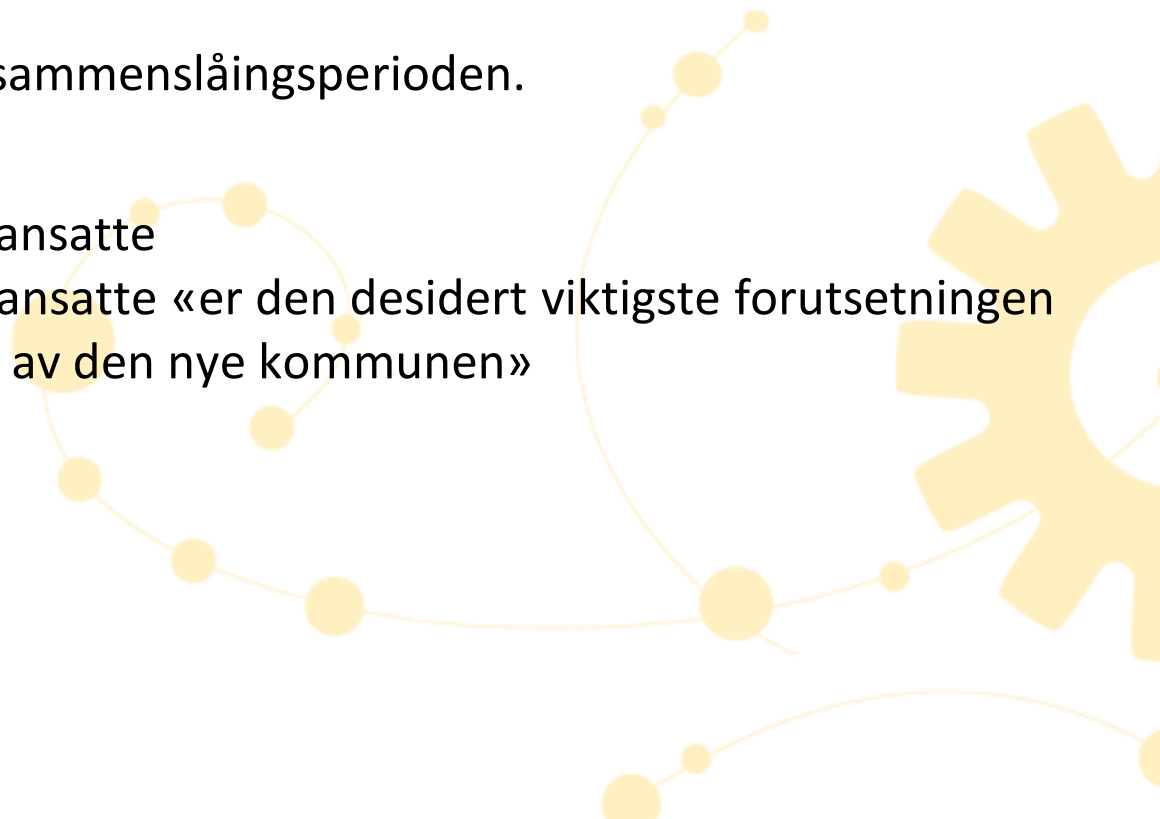 sammenslåingsperioden.
ansatte
ansatte «er den desidert viktigste forutsetningen
av den nye kommunen»